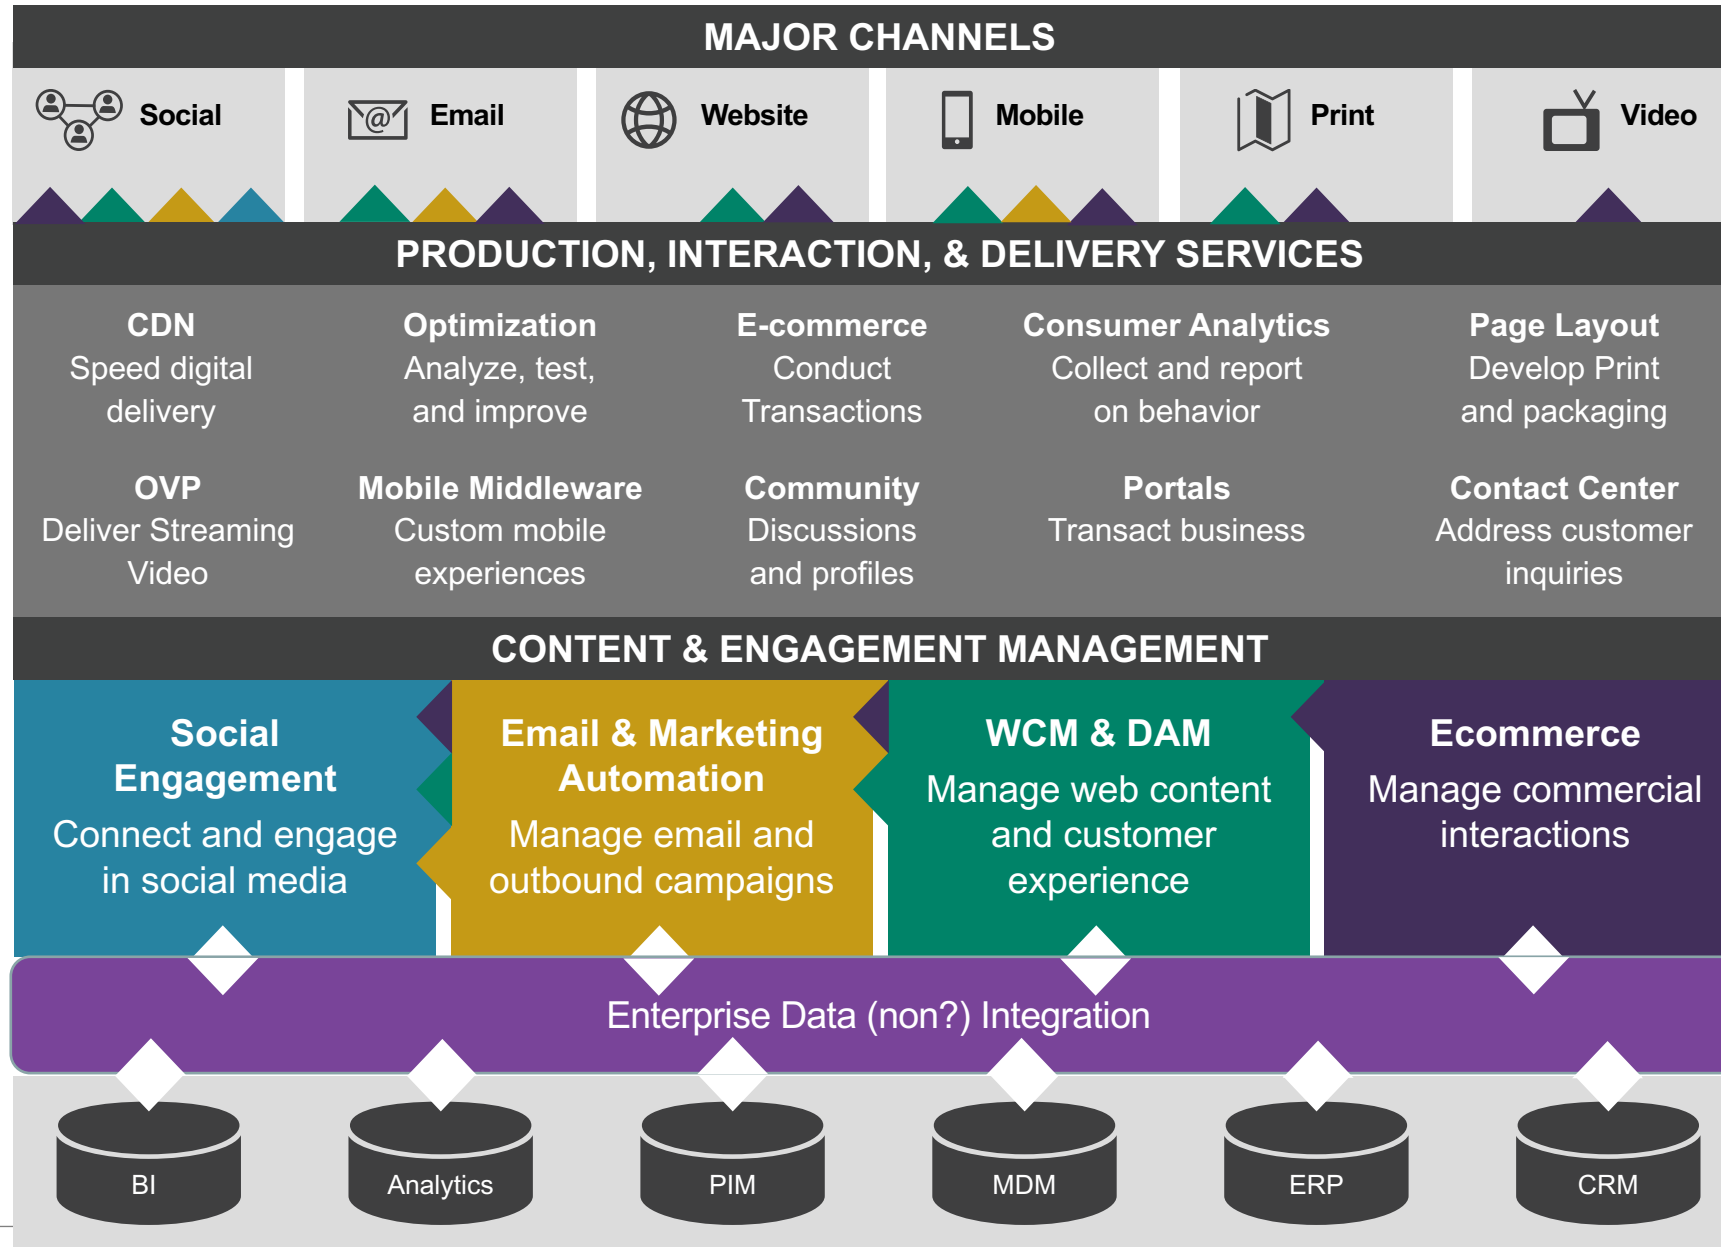 MAJOR CHANNELS
Social
@
Email
Website
Mobile
Print
Video
PRODUCTION, INTERACTION, & DELIVERY SERVICES
CDN
Speed digital
delivery
Optimization
Analyze, test,
and improve
E-commerce
Conduct
Transactions
Consumer Analytics
Collect and report
on behavior
Page Layout
Develop Print
and packaging
OVP
Deliver Streaming
Video
Mobile Middleware
Custom mobile
experiences
Community
Discussions
and profiles
Portals
Transact business
Contact Center
Address customer
inquiries
CONTENT & ENGAGEMENT MANAGEMENT
Social
Engagement
Connect and engage
in social media
Email & Marketing
Automation
Manage email and
outbound campaigns
WCM & DAM
Manage web content
and customer
experience
Ecommerce
Manage commercial
interactions
Enterprise Data (non?) Integration
BI
Analytics
PIM
MDM
ERP
CRM